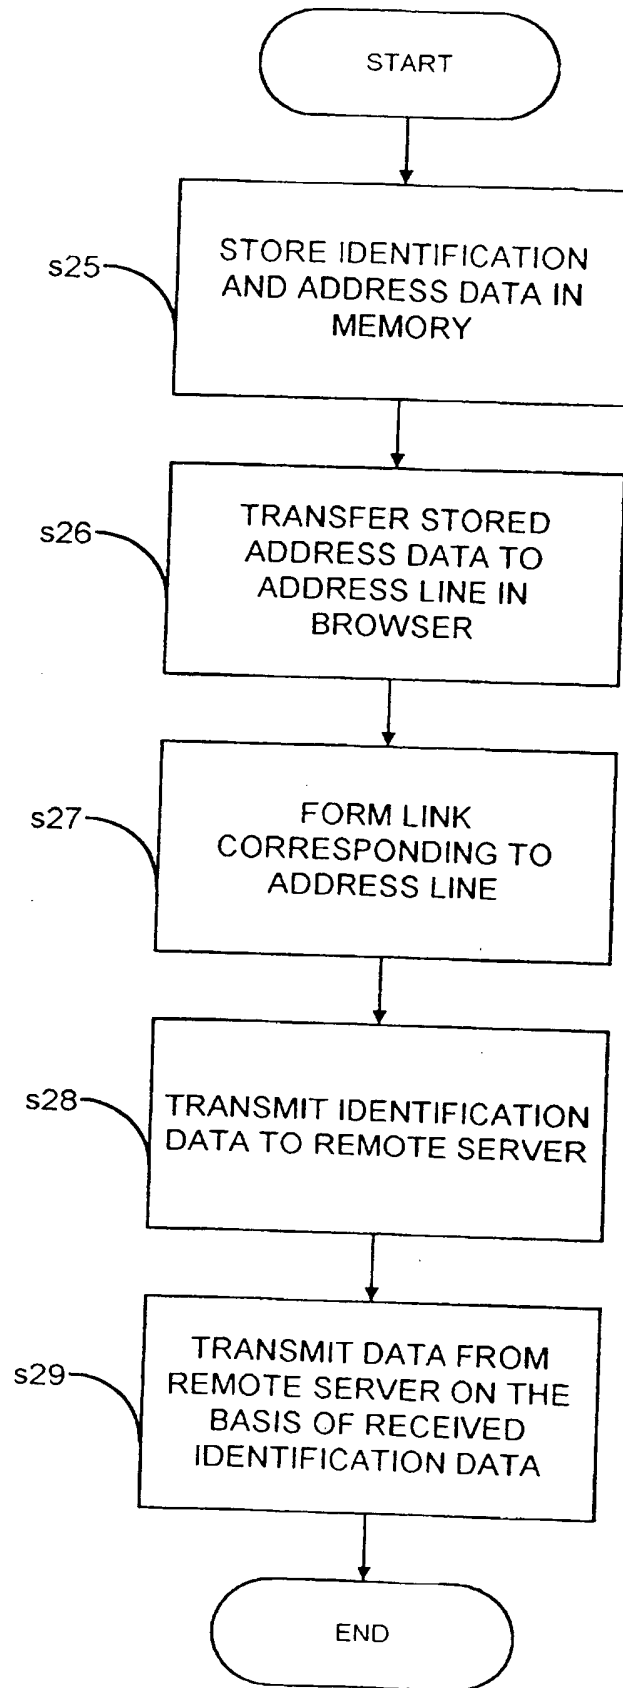 START
s25
STORE IDENTIFICATION
AND ADDRESS DATA IN
MEMORY
s26
TRANSFER STORED
ADDRESS DATA TO
ADDRESS LINE IN
BROWSER
s27
FORM LINK
CORRESPONDING TO
ADDRESS LINE
s28
TRANSMIT IDENTIFICATION
DATA TO REMOTE SERVER
s29
TRANSMIT DATA FROM
REMOTE SERVER ON THE
BASIS OF RECEIVED
IDENTIFICATION DATA
END